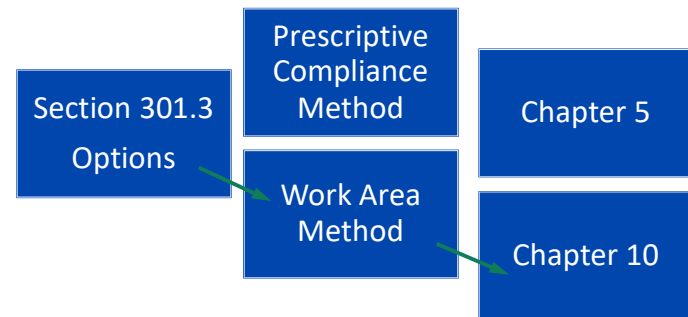 Section 301.3
Options
Prescriptive
Compliance
Method
Work Area
Method
Chapter 5
Chapter 10